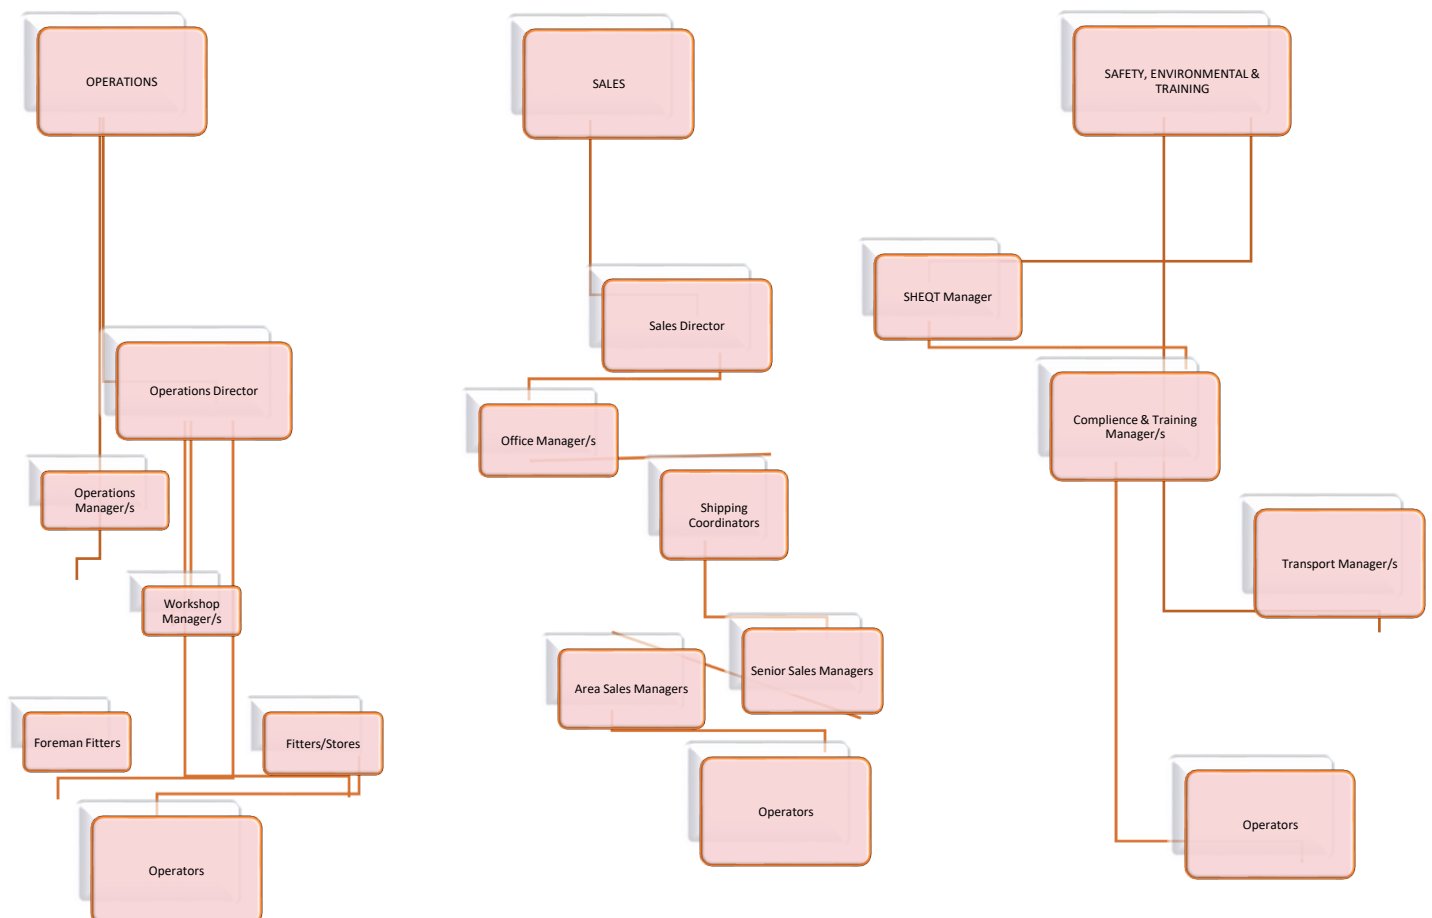 OPERATIONS
SALES
SAFETY, ENVIRONMENTAL &
TRAINING
SHEQT Manager
Sales Director
Operations Director
Office Manager/s
Complience & Training
Manager/s
Operations
Manager/s
Shipping
Coordinators
Transport Manager/s
Workshop
Manager/s
Area Sales Managers
Senior Sales Managers
Foreman Fitters
Fitters/Stores
Operators
Operators
Operators